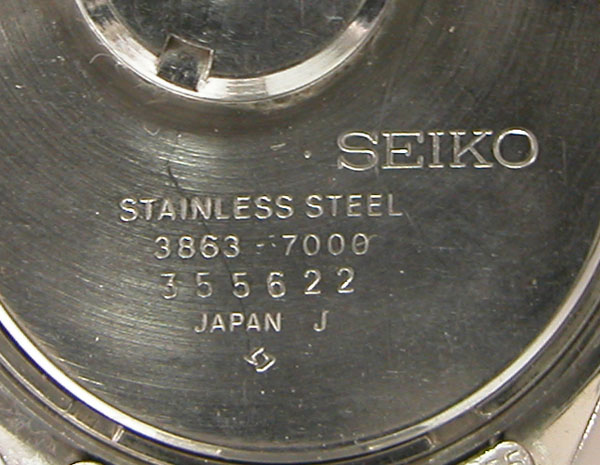 SEIKO
STAINLESS STEEL
3863-7000
355622
JAPAN J